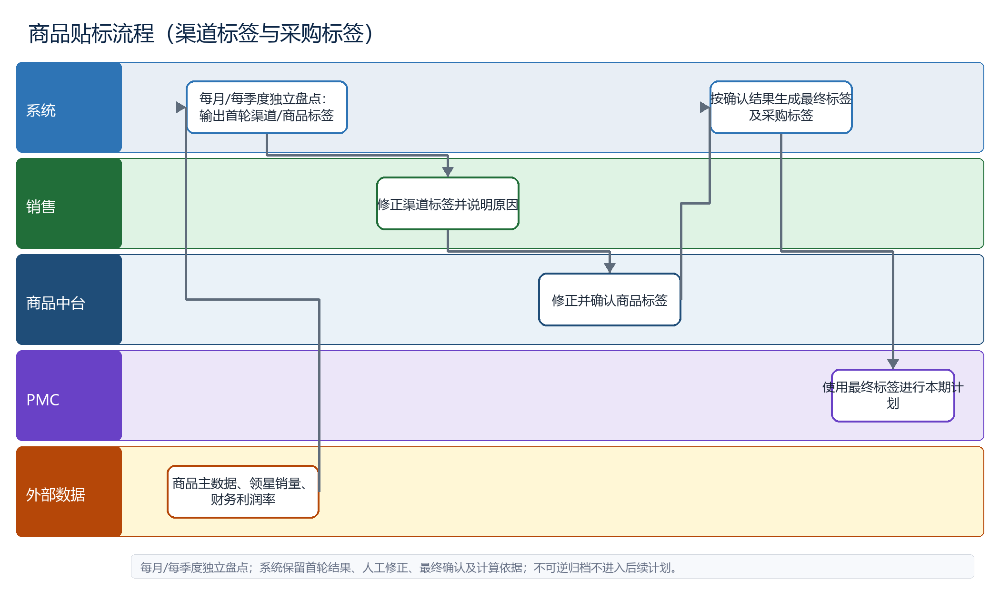 商品贴标流程（渠道标签与采购标签）
系统
每月/每季度独立盘点：
输出首轮渠道/商品标签
按确认结果生成最终标签
及采购标签
销售
修正渠道标签并说明原因
商品中台
修正并确认商品标签
PMC
使用最终标签进行本期计
划
外部数据
商品主数据、领星销量、
财务利润率
每月/每季度独立盘点；系统保留首轮结果、人工修正、最终确认及计算依据；不可逆归档不进入后续计划。